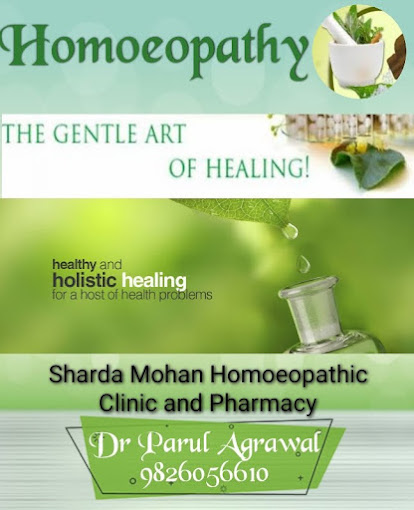 Homoeopathy
THE GENTLE ART
OF HEALING!
healthy and
holistic healing
for a host of health problems
Sharda Mohan Homoeopathic
Clinic and Pharmacy
Dr Parul Agrawal
9826056610